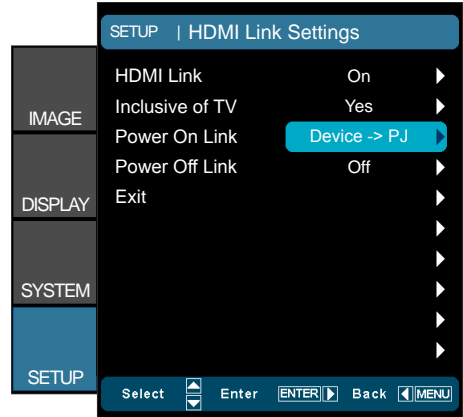 SETUP | HDMI Link Settings
HDMI Link On
Inclusive of TV Yes
Power On Link Device -> PJ
Power Off Link Off
Exit
IMAGE
DISPLAY
SYSTEM
SETUP
Select Enter ENTER Back MENU